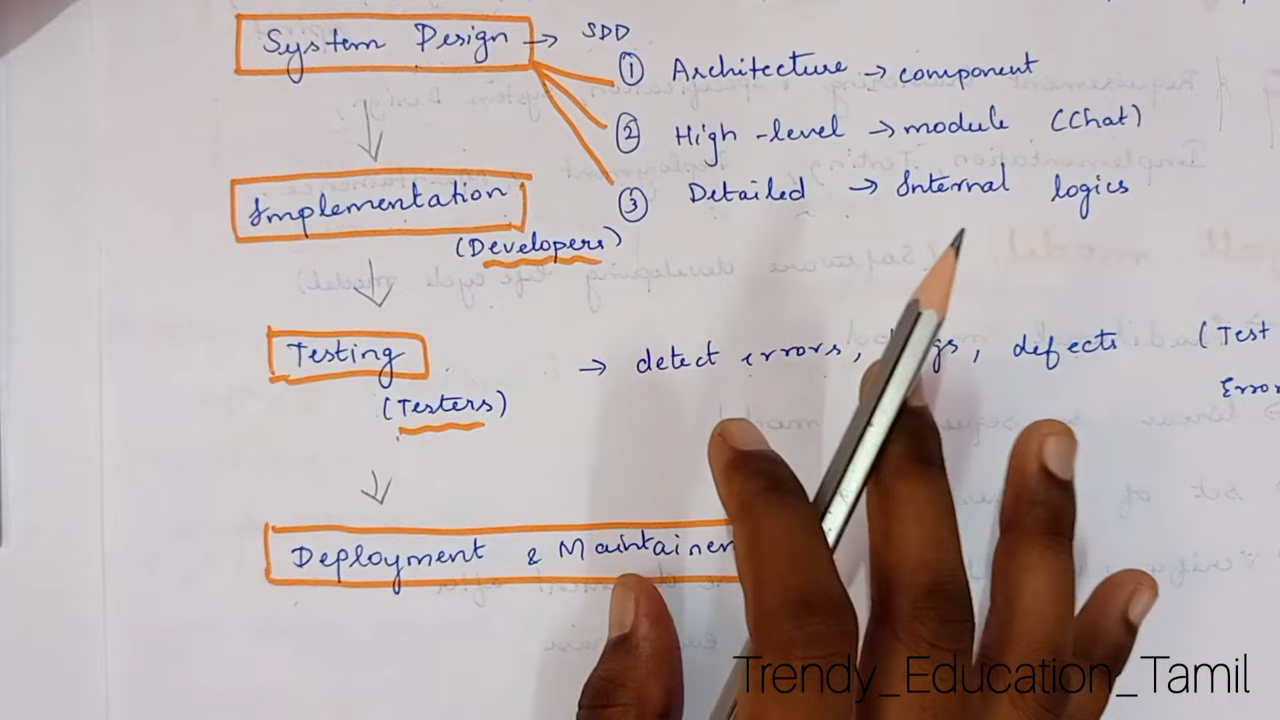 System Design → SDD
① Architecture → component
② High-level → module (Chat)
③ Detailed → Internal logics
Implementation
(Developers)
Testing → detect errors, defects (Test
Error
(Testers)
Deployment & Maintainen
Trendy_Education_Tamil